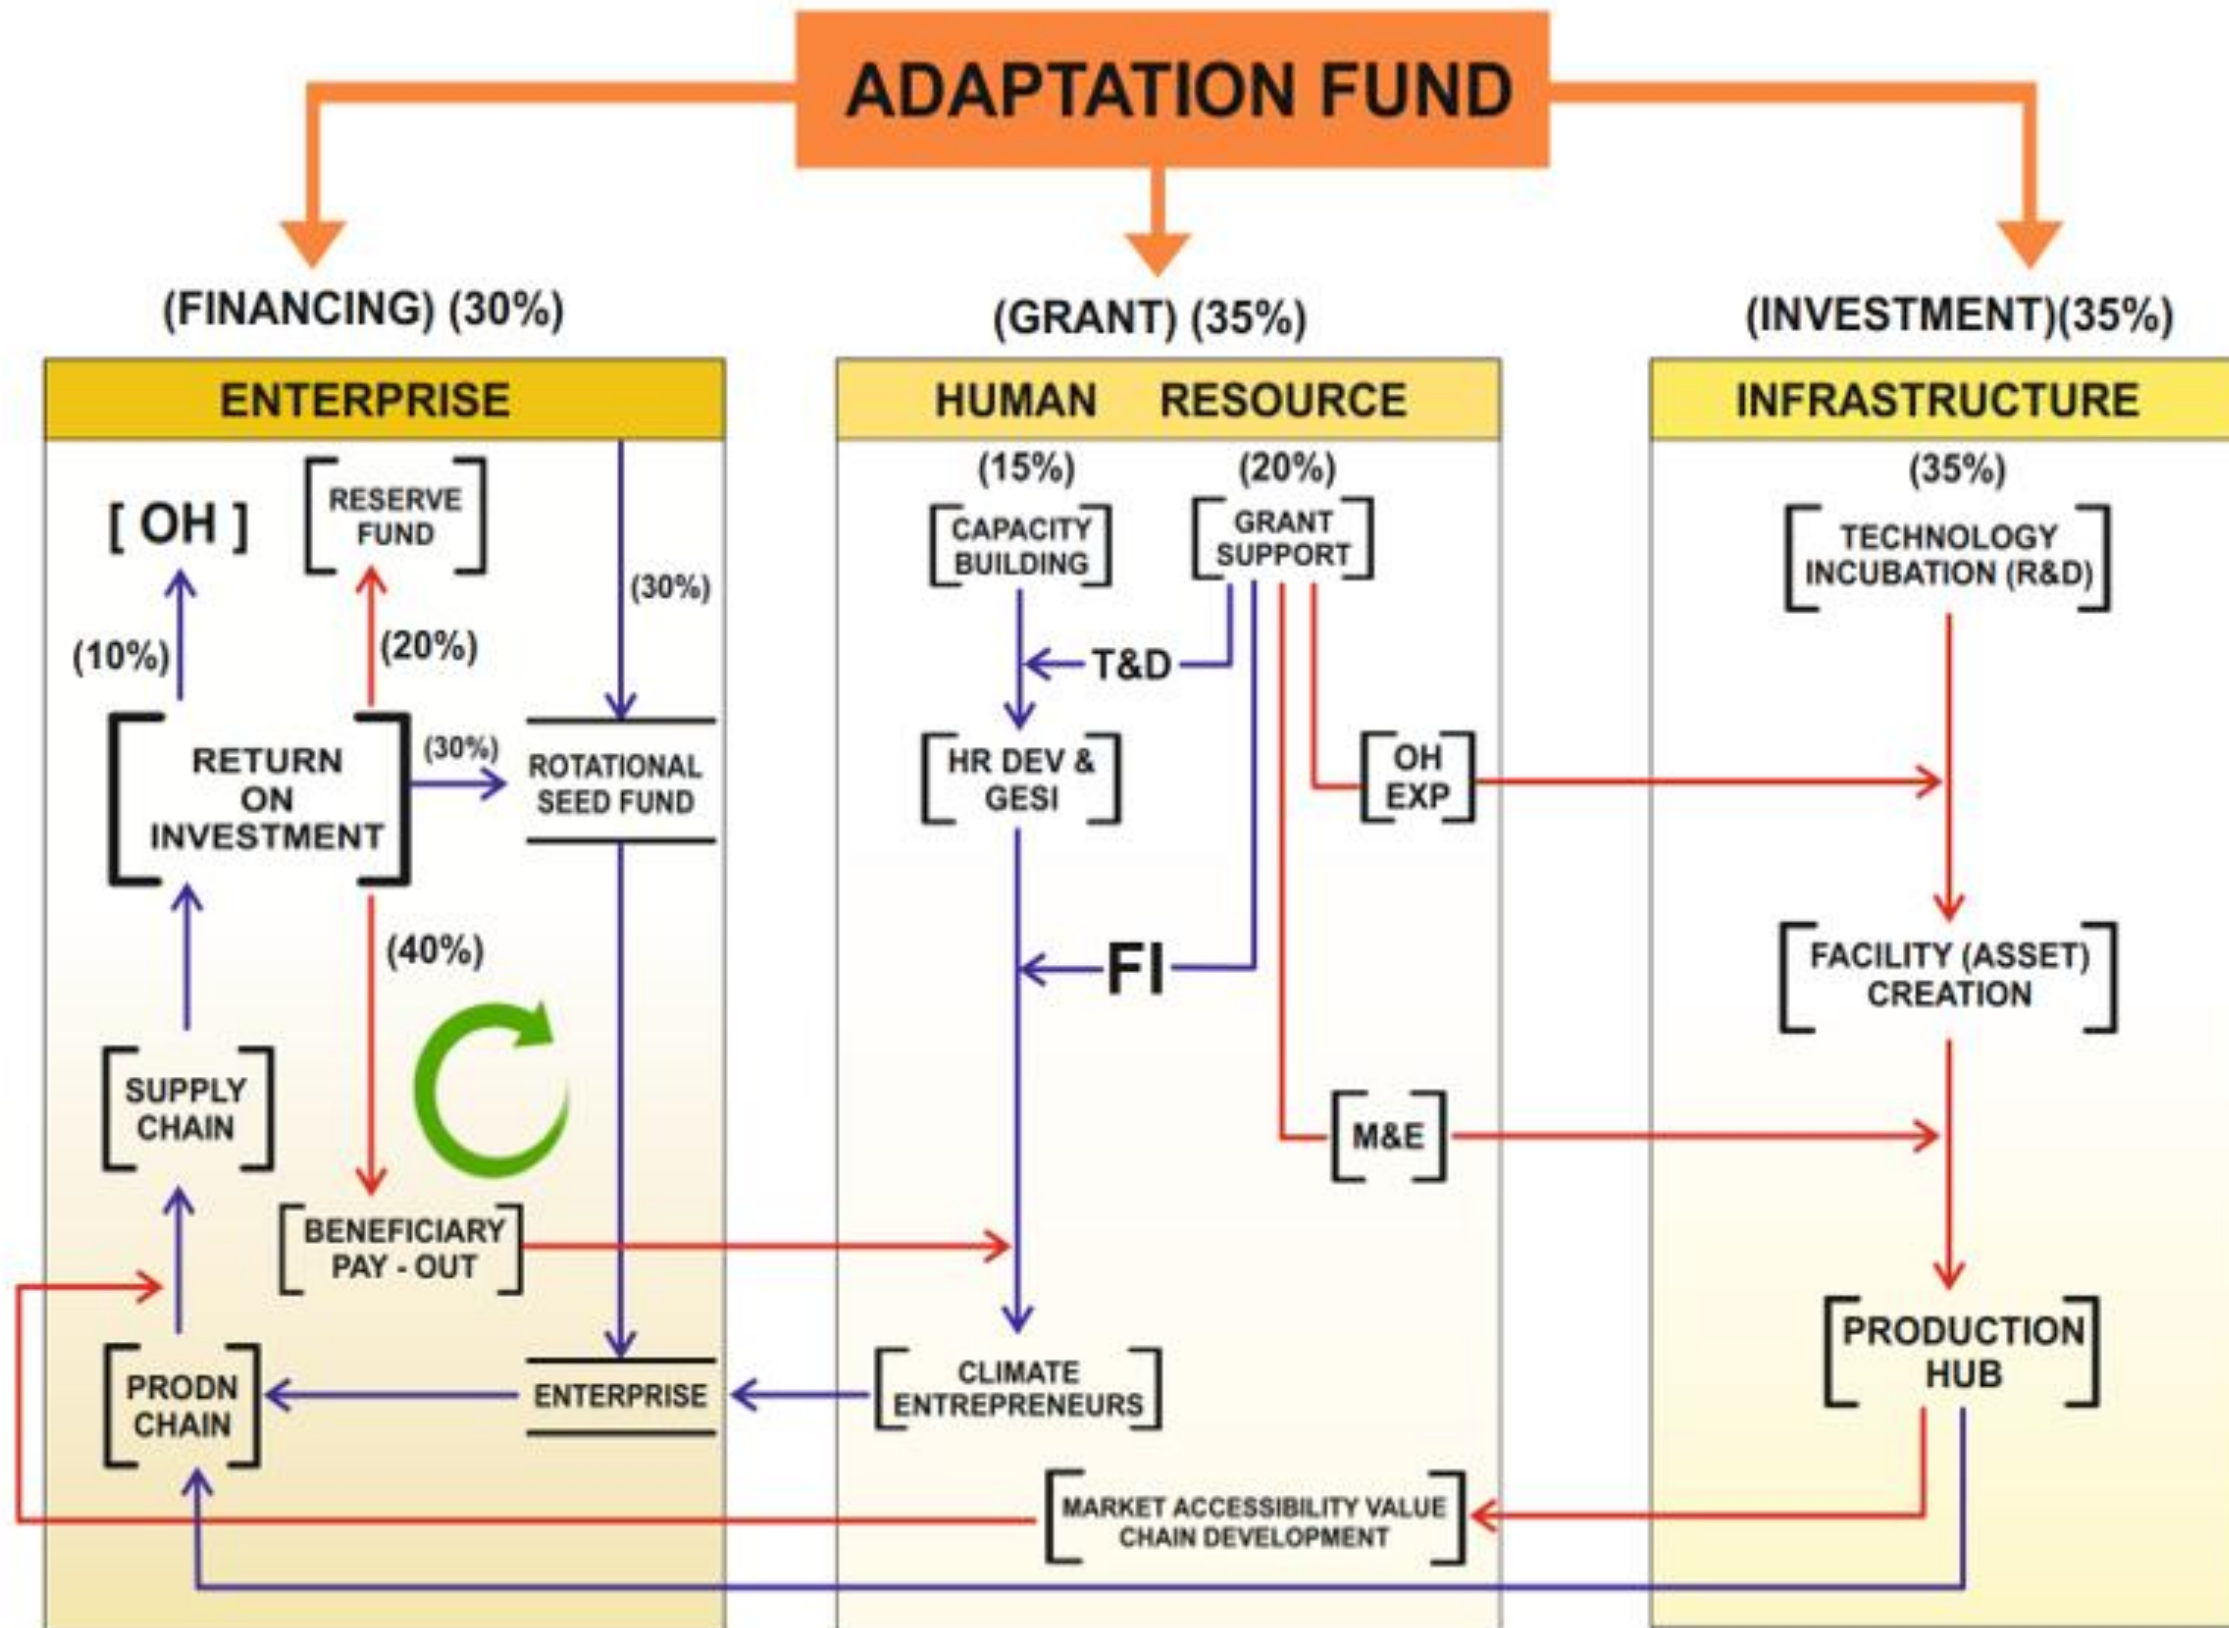 ADAPTATION FUND
(FINANCING) (30%)
(GRANT) (35%)
(INVESTMENT)(35%)
ENTERPRISE
[ OH ]
RESERVE
FUND
(30%)
(10%)
(20%)
RETURN
ON
INVESTMENT
(30%)
ROTATIONAL
SEED FUND
(40%)
SUPPLY
CHAIN
BENEFICIARY
PAY - OUT
PRODN
CHAIN
ENTERPRISE
HUMAN RESOURCE
(15%)
(20%)
CAPACITY
BUILDING
GRANT
SUPPORT
T&D
HR DEV &
GESI
OH
EXP
FI
M&E
CLIMATE
ENTREPRENEURS
MARKET ACCESSIBILITY VALUE
CHAIN DEVELOPMENT
INFRASTRUCTURE
(35%)
TECHNOLOGY
INCUBATION (R&D)
FACILITY (ASSET)
CREATION
PRODUCTION
HUB